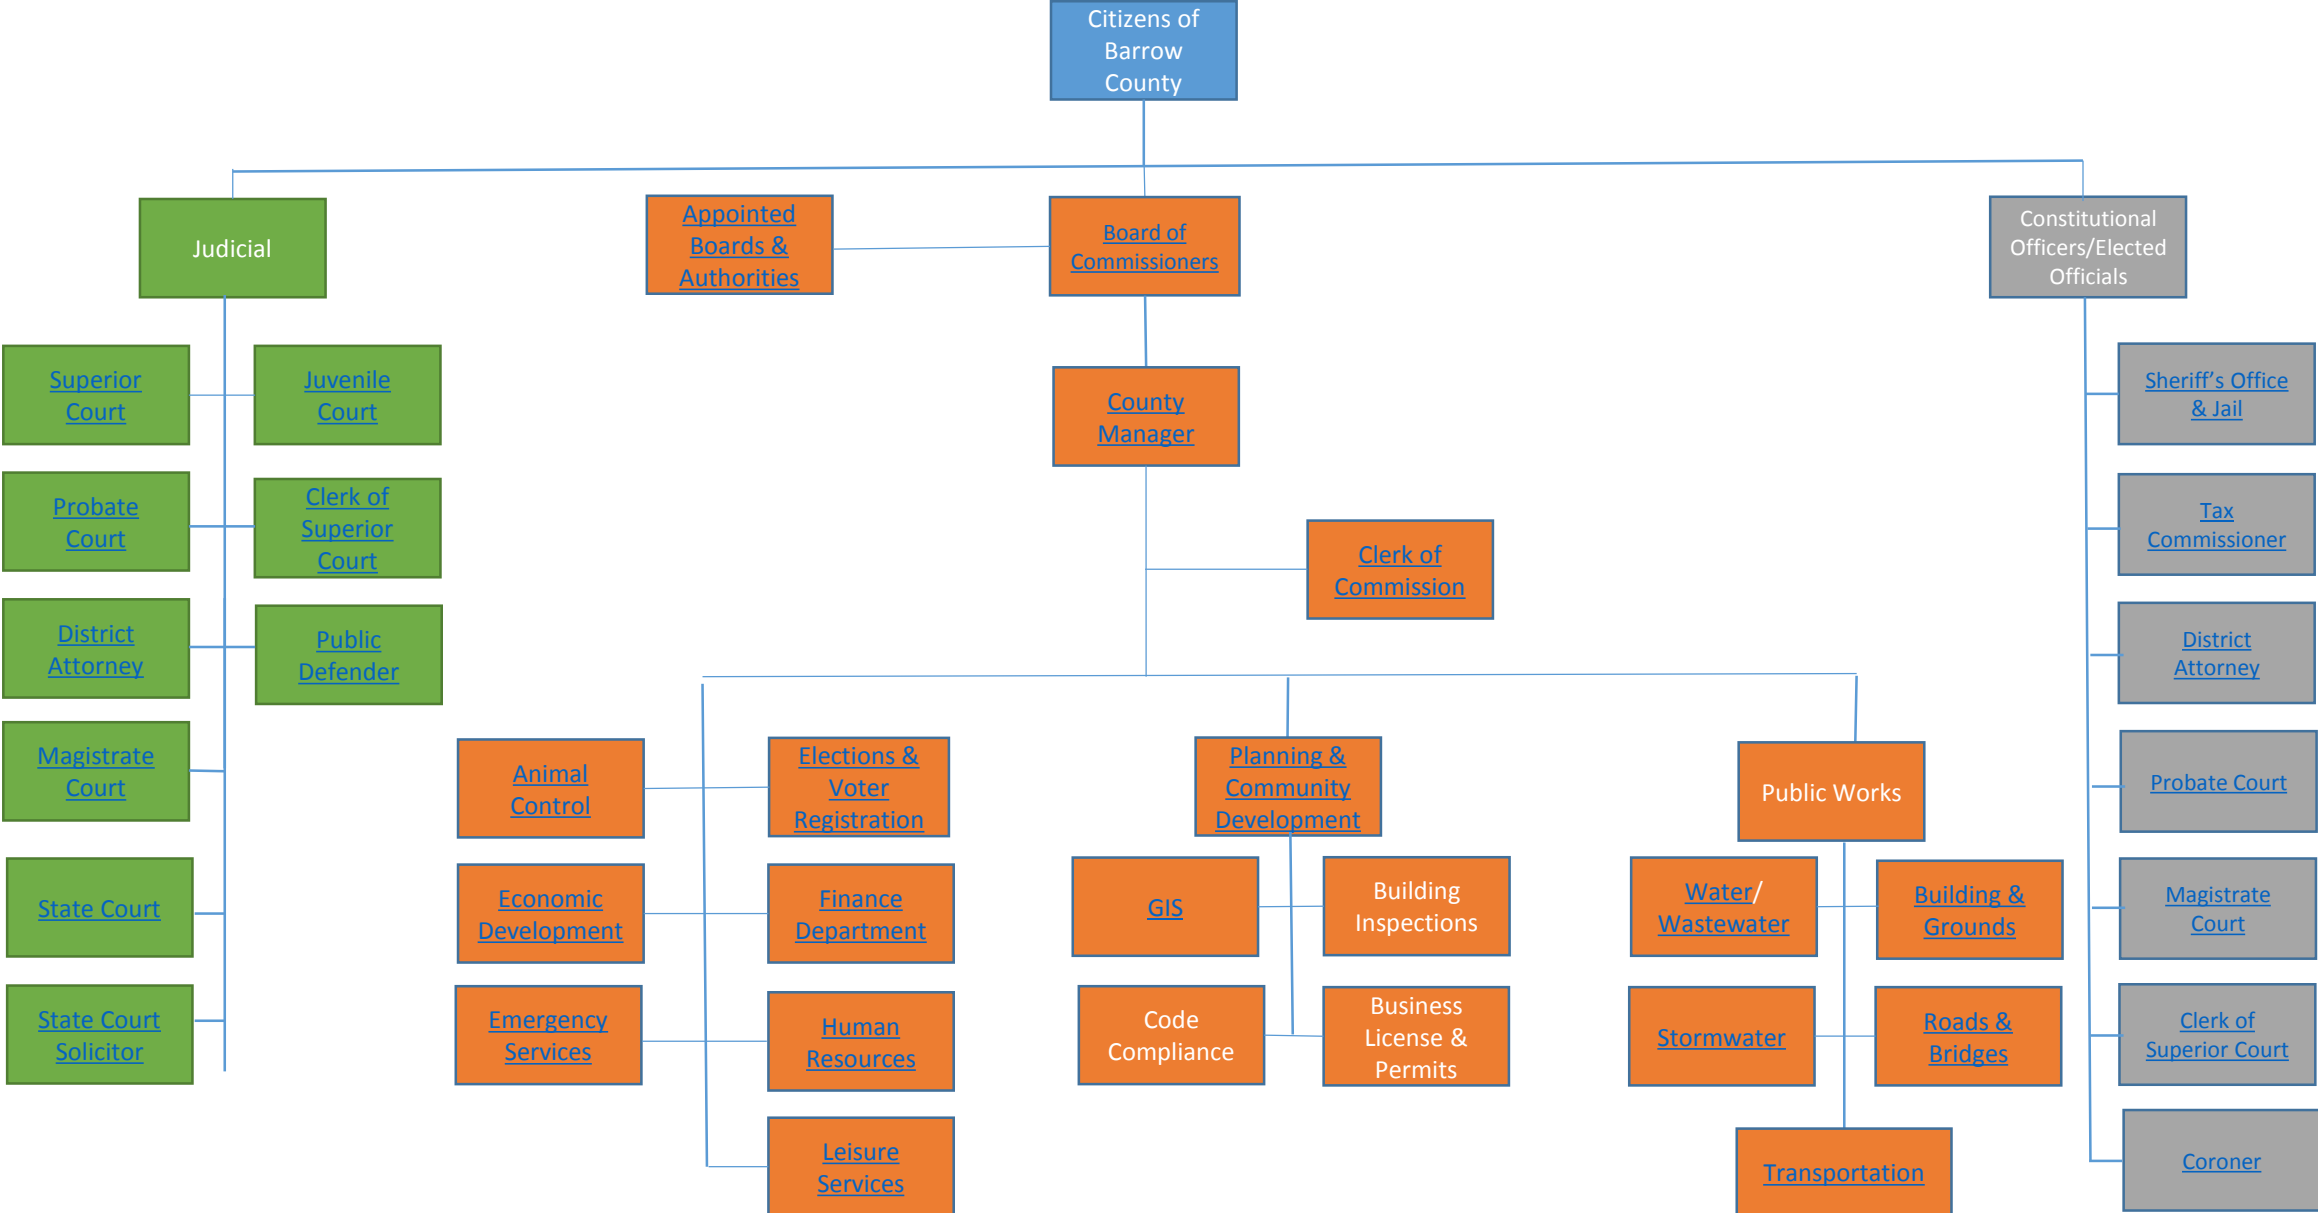 Citizens of
Barrow
County
Judicial
Appointed
Boards &
Authorities
Board of
Commissioners
Constitutional
Officers/Elected
Officials
Superior
Court
Juvenile
Court
County
Manager
Sheriff’s Office
& Jail
Probate
Court
Clerk of
Superior
Court
Clerk of
Commission
Tax
Commissioner
District
Attorney
Public
Defender
District
Attorney
Magistrate
Court
Animal
Control
Elections &
Voter
Registration
Planning &
Community
Development
Public Works
Probate Court
State Court
Economic
Development
Finance
Department
GIS
Building
Inspections
Water/
Wastewater
Building &
Grounds
Magistrate
Court
State Court
Solicitor
Emergency
Services
Human
Resources
Code
Compliance
Business
License &
Permits
Stormwater
Roads &
Bridges
Clerk of
Superior Court
Leisure
Services
Transportation
Coroner